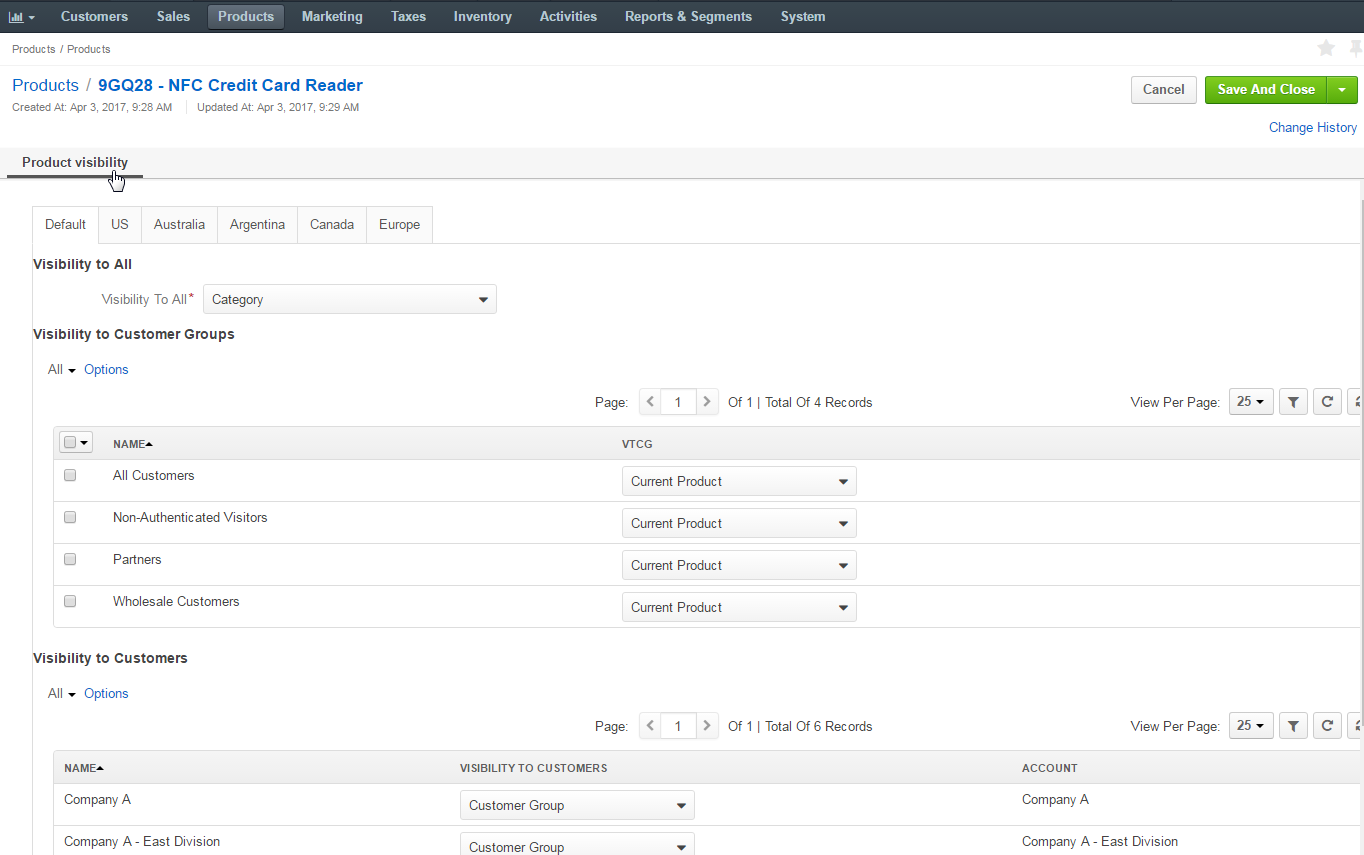 Customers Sales Products Marketing Taxes Inventory Activities Reports & Segments System
Products / Products
Products / 9GQ28 - NFC Credit Card Reader
Cancel Save And Close
Created At: Apr 3, 2017, 9:28 AM Updated At: Apr 3, 2017, 9:29 AM
Change History
Product visibility
Default US Australia Argentina Canada Europe
Visibility to All
Visibility To All* Category
Visibility to Customer Groups
All Options
Page: 1 Of 1 | Total Of 4 Records View Per Page: 25
NAME VTCG
All Customers Current Product
Non-Authenticated Visitors Current Product
Partners Current Product
Wholesale Customers Current Product
Visibility to Customers
All Options
Page: 1 Of 1 | Total Of 6 Records View Per Page: 25
NAME VISIBILITY TO CUSTOMERS ACCOUNT
Company A Customer Group Company A
Company A - East Division Customer Group Company A - East Division